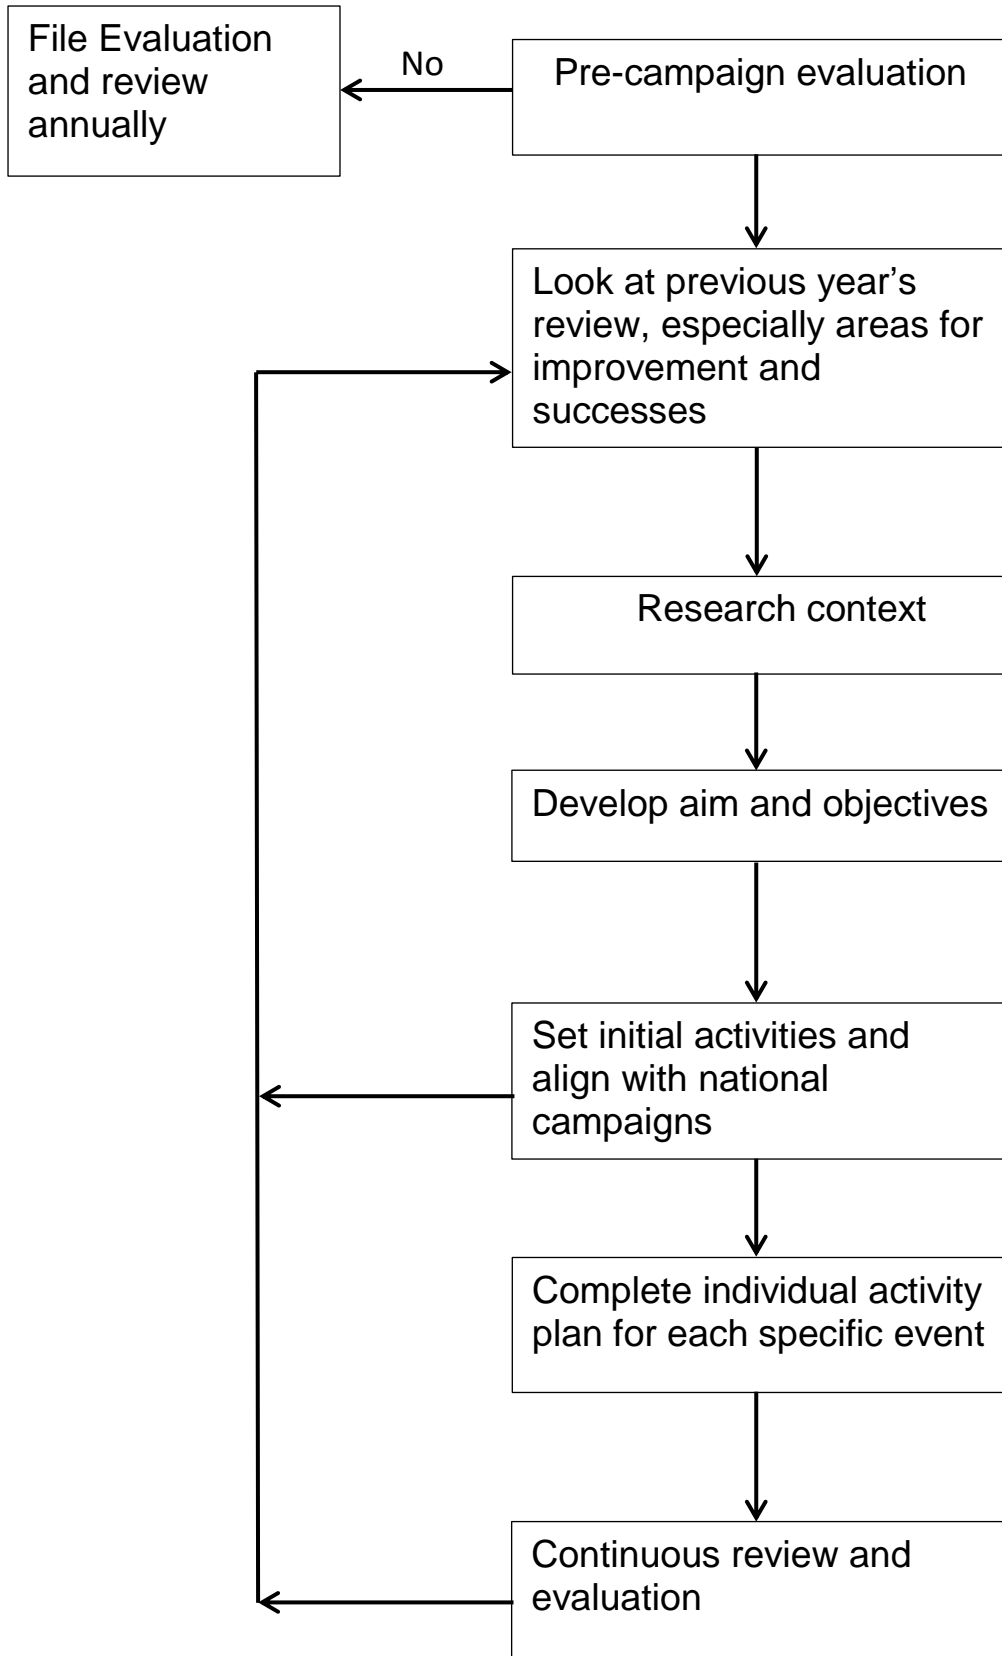 File Evaluation
and review
annually
No
Pre-campaign evaluation
Look at previous year’s
review, especially areas for
improvement and
successes
Research context
Develop aim and objectives
Set initial activities and
align with national
campaigns
Complete individual activity
plan for each specific event
Continuous review and
evaluation